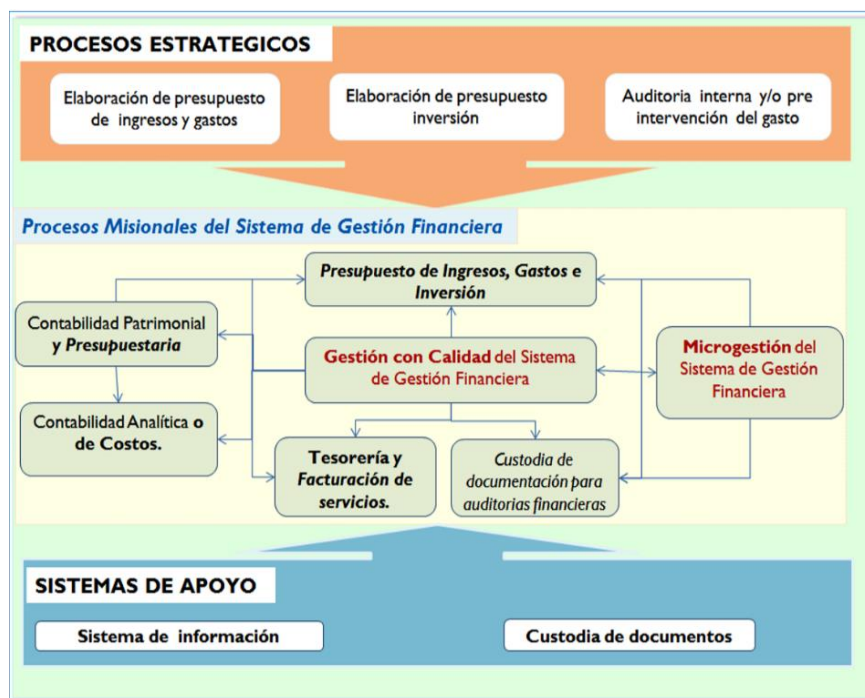 PROCESOS ESTRATEGICOS
Elaboración de presupuesto
de ingresos y gastos
Elaboración de presupuesto
inversión
Auditoria interna y/o pre
intervención del gasto
Procesos Misionales del Sistema de Gestión Financiera
Presupuesto de Ingresos, Gastos e
Inversión
Contabilidad Patrimonial
y Presupuestaria
Gestión con Calidad del Sistema
de Gestión Financiera
Microgestión del
Sistema de Gestión
Financiera
Contabilidad Analítica o
de Costos.
Tesorería y
Facturación de
servicios.
Custodia de
documentación para
auditorias financieras
SISTEMAS DE APOYO
Sistema de información
Custodia de documentos